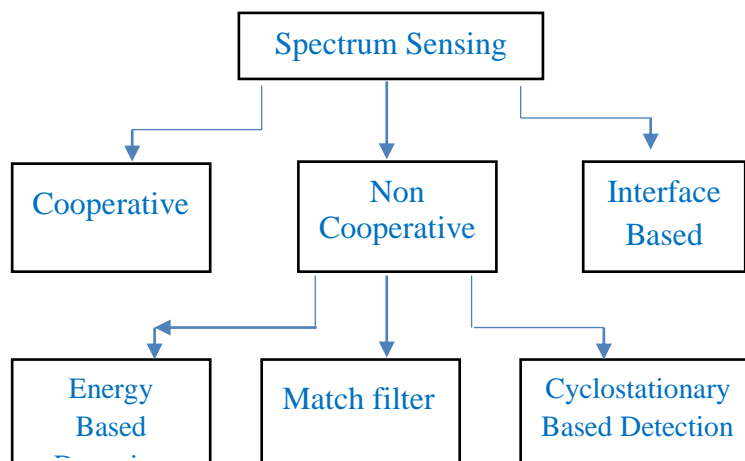 Spectrum Sensing
Cooperative
Non
Cooperative
Interface
Based
Energy
Based
Match filter
Cyclostationary
Based Detection